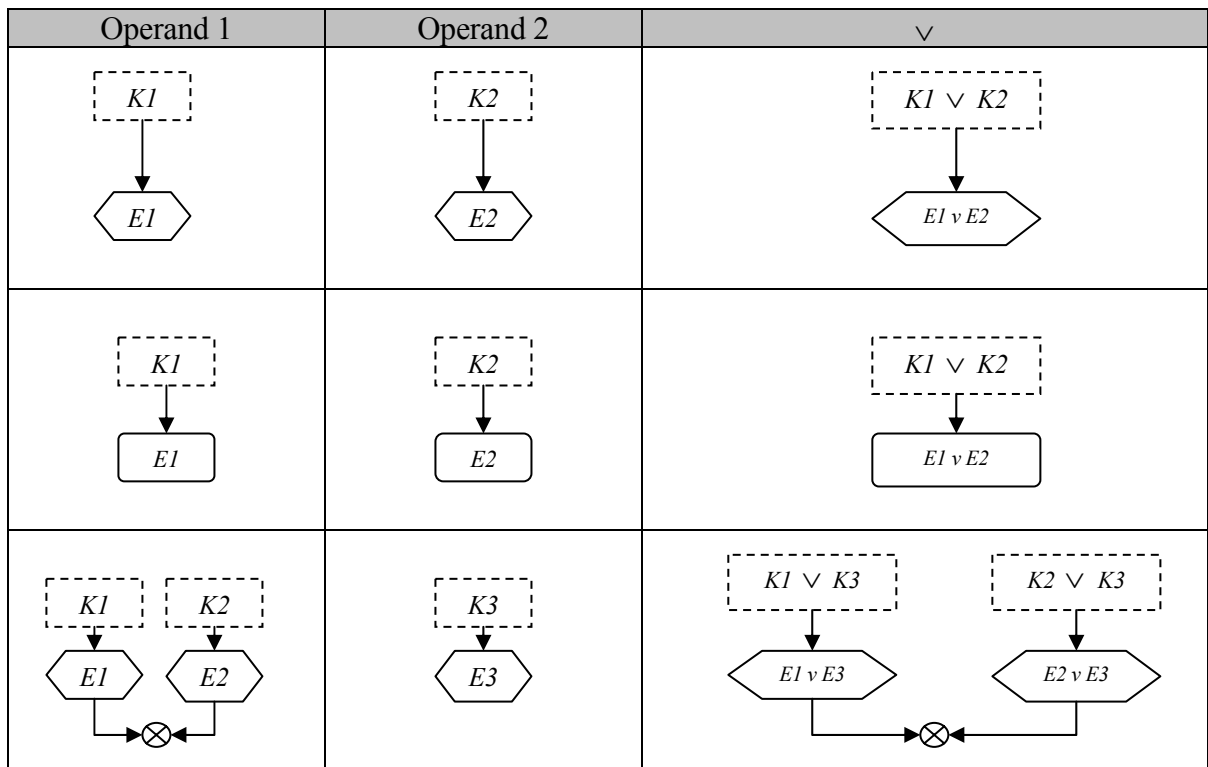 Operand 1 Operand 2 ∨
K1 K2 K1 ∨ K2
E1 E2 E1 v E2
K1 K2 K1 ∨ K2
E1 E2 E1 v E2
K1 K2 K3 K1 ∨ K3 K2 ∨ K3
E1 E2 E3 E1 v E3 E2 v E3